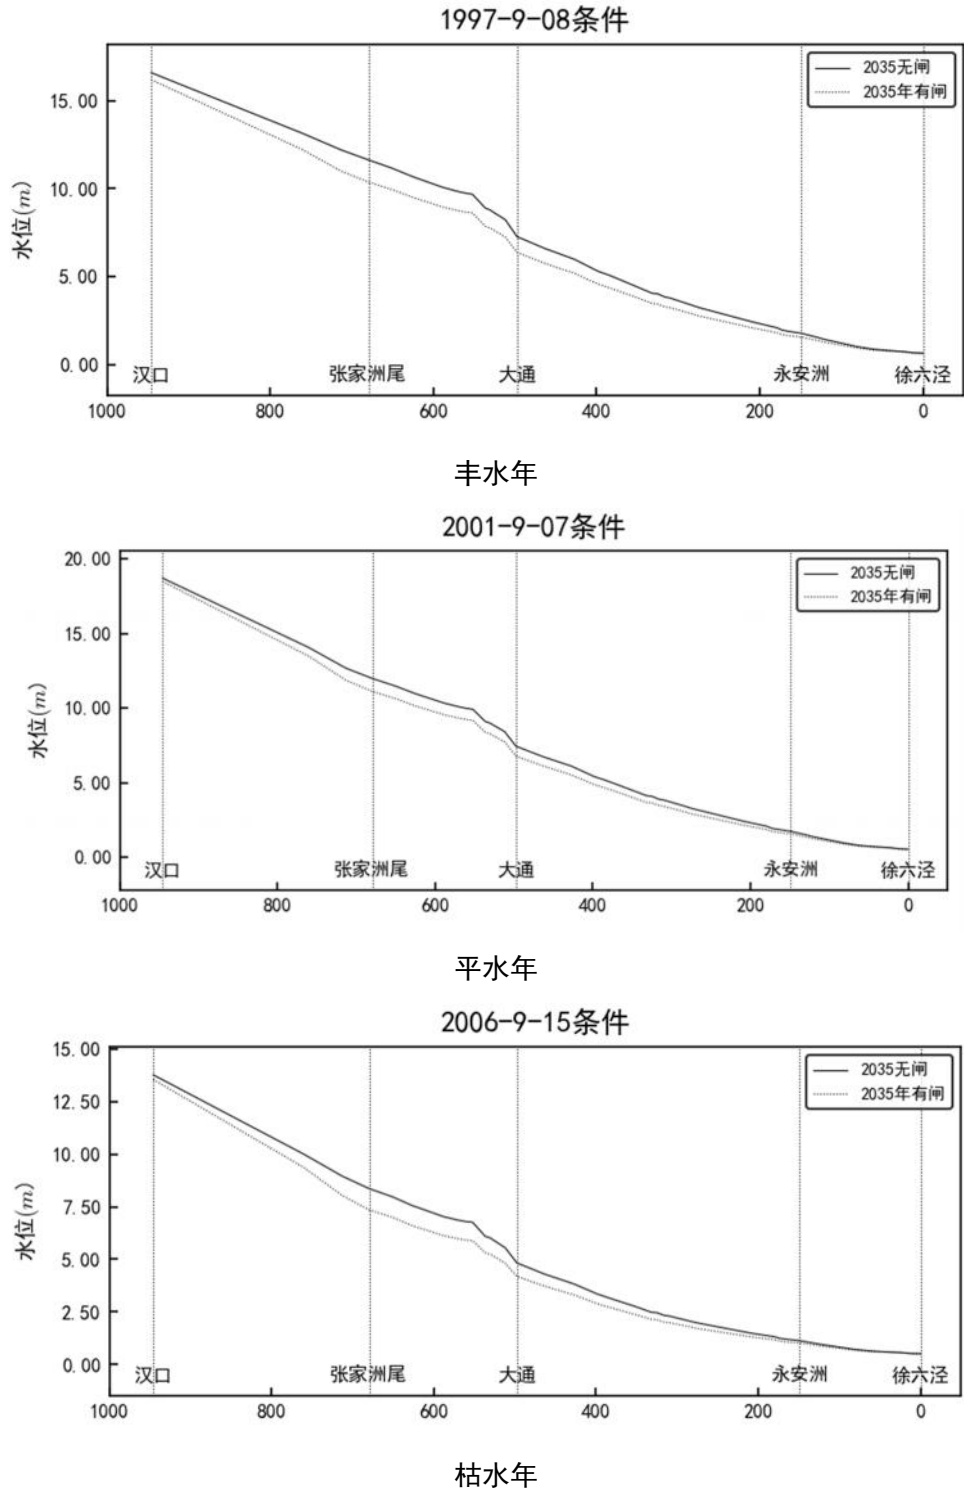 1997-9-08条件
2035无闸
2035年有闸
水位(m)
15.00
10.00
5.00
0.00
汉口 张家洲尾 大通 永安洲 徐六泾
1000 800 600 400 200 0
丰水年
2001-9-07条件
2035无闸
2035年有闸
水位(m)
20.00
15.00
10.00
5.00
0.00
汉口 张家洲尾 大通 永安洲 徐六泾
1000 800 600 400 200 0
平水年
2006-9-15条件
2035无闸
2035年有闸
水位(m)
15.00
12.50
10.00
7.50
5.00
2.50
0.00
汉口 张家洲尾 大通 永安洲 徐六泾
1000 800 600 400 200 0
枯水年